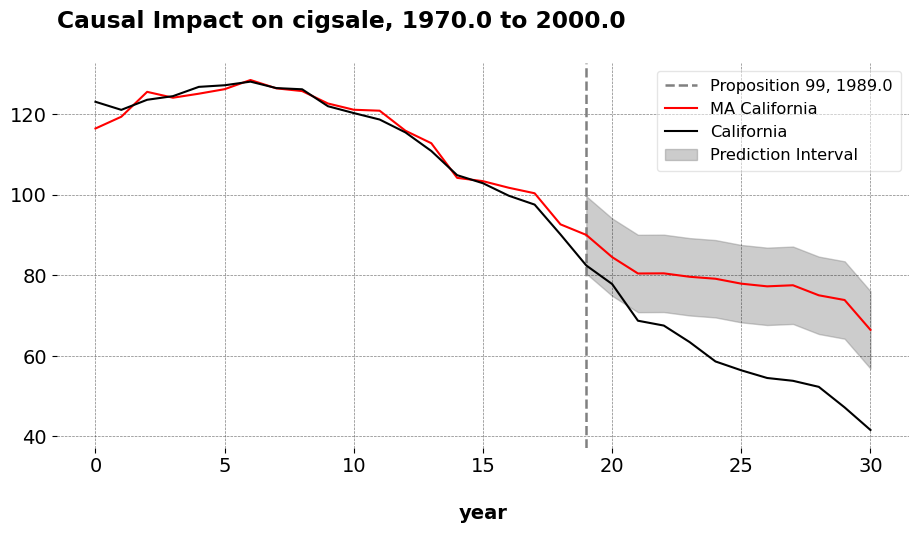 Causal Impact on cigsale, 1970.0 to 2000.0
Proposition 99, 1989.0
MA California
California
Prediction Interval
120
100
80
60
40
0 5 10 15 20 25 30
year